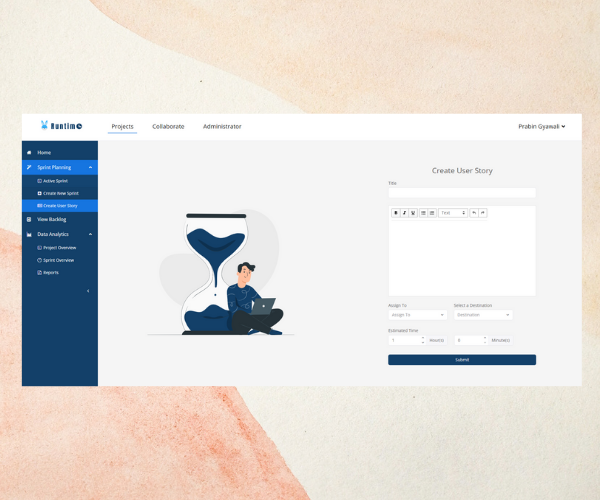 Runtime
Projects Collaborate Administrator
Prabin Gyawali
Home
Sprint Planning
Active Sprint
Create New Sprint
Create User Story
View Backlog
Data Analytics
Project Overview
Sprint Overview
Reports
Create User Story
Title
B I U Text
Assign To Select a Destination
Assign To Destination
Estimated Time
1 Hour(s) 0 Minute(s)
Submit